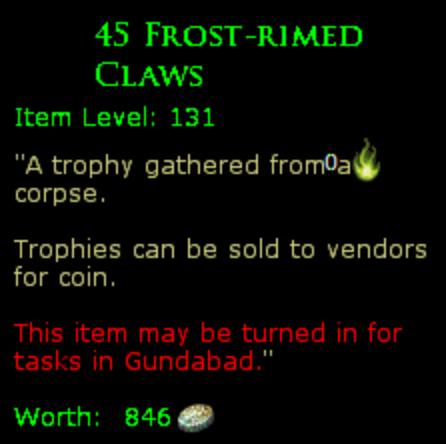 45 Frost-rimed
Claws
Item Level: 131
"A trophy gathered from0a
corpse.
Trophies can be sold to vendors
for coin.
This item may be turned in for
tasks in Gundabad."
Worth: 846